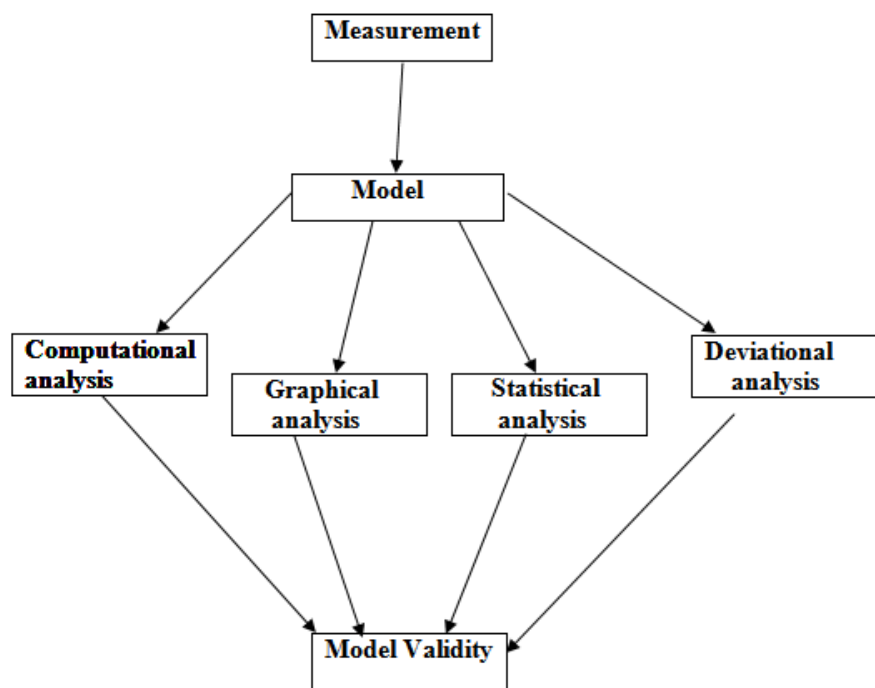 Measurement
Model
Computational
analysis
Graphical
analysis
Statistical
analysis
Deviational
analysis
Model Validity